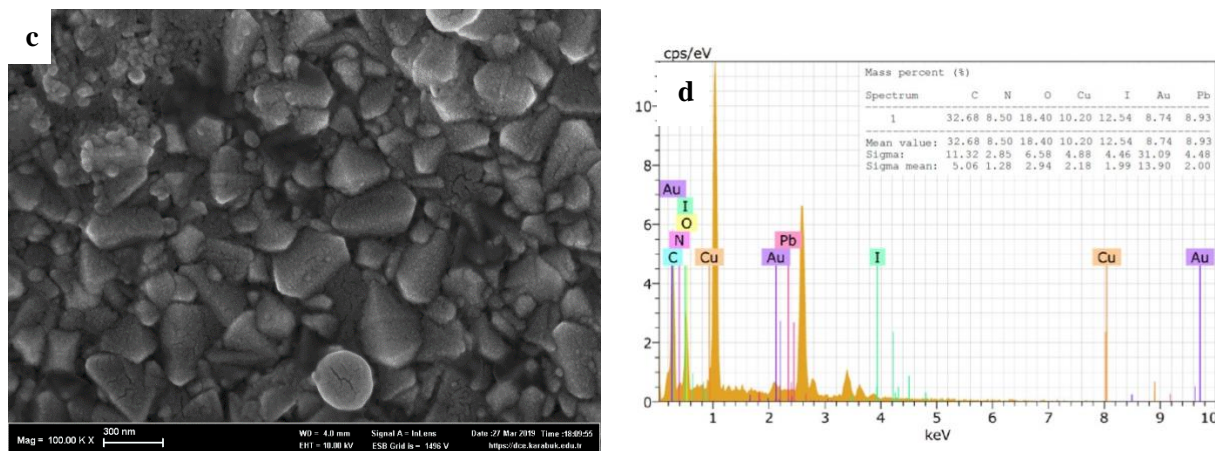 c
Mag = 100.00 K X
300 nm
WD = 4.0 mm
Signal A = InLens
Date :27 Mar 2019 Time :18:09:55
EHT = 10.00 kV
ESB Grid is = 1496 V
https://dce.karabuk.edu.tr
d
cps/eV
Mass percent (%)
Spectrum C N O Cu I Au Pb
1 32.68 8.50 18.40 10.20 12.54 8.74 8.93
Mean value: 32.68 8.50 18.40 10.20 12.54 8.74 8.93
Sigma: 11.32 2.85 6.58 4.88 4.46 31.09 4.48
Sigma mean: 5.06 1.28 2.94 2.18 1.99 13.90 2.00
10
8
6
4
2
0
Au
I
O
N
C
Cu
Au
Pb
I
Cu
Au
1 2 3 4 5 6 7 8 9 10
keV